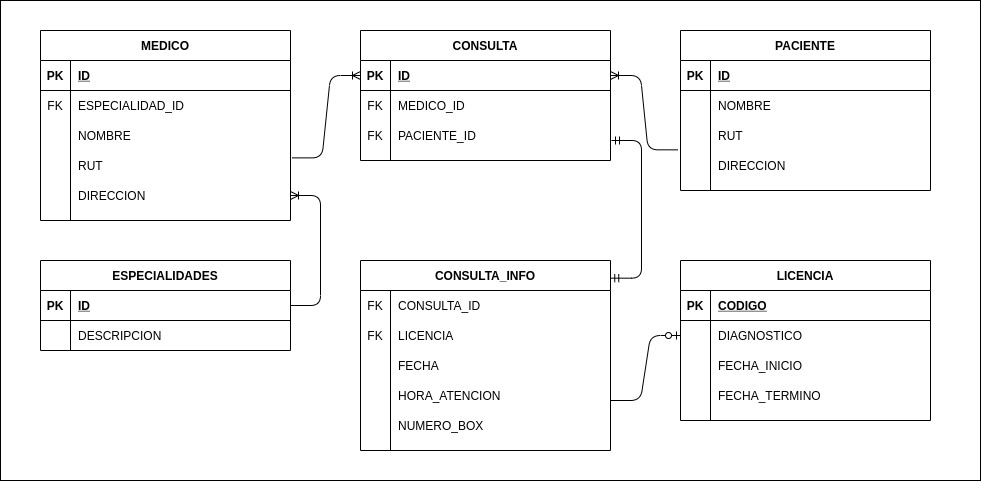 MEDICO
PK ID
FK ESPECIALIDAD_ID
NOMBRE
RUT
DIRECCION
CONSULTA
PK ID
FK MEDICO_ID
FK PACIENTE_ID
PACIENTE
PK ID
NOMBRE
RUT
DIRECCION
ESPECIALIDADES
PK ID
DESCRIPCION
CONSULTA_INFO
FK CONSULTA_ID
FK LICENCIA
FECHA
HORA_ATENCION
NUMERO_BOX
LICENCIA
PK CODIGO
DIAGNOSTICO
FECHA_INICIO
FECHA_TERMINO